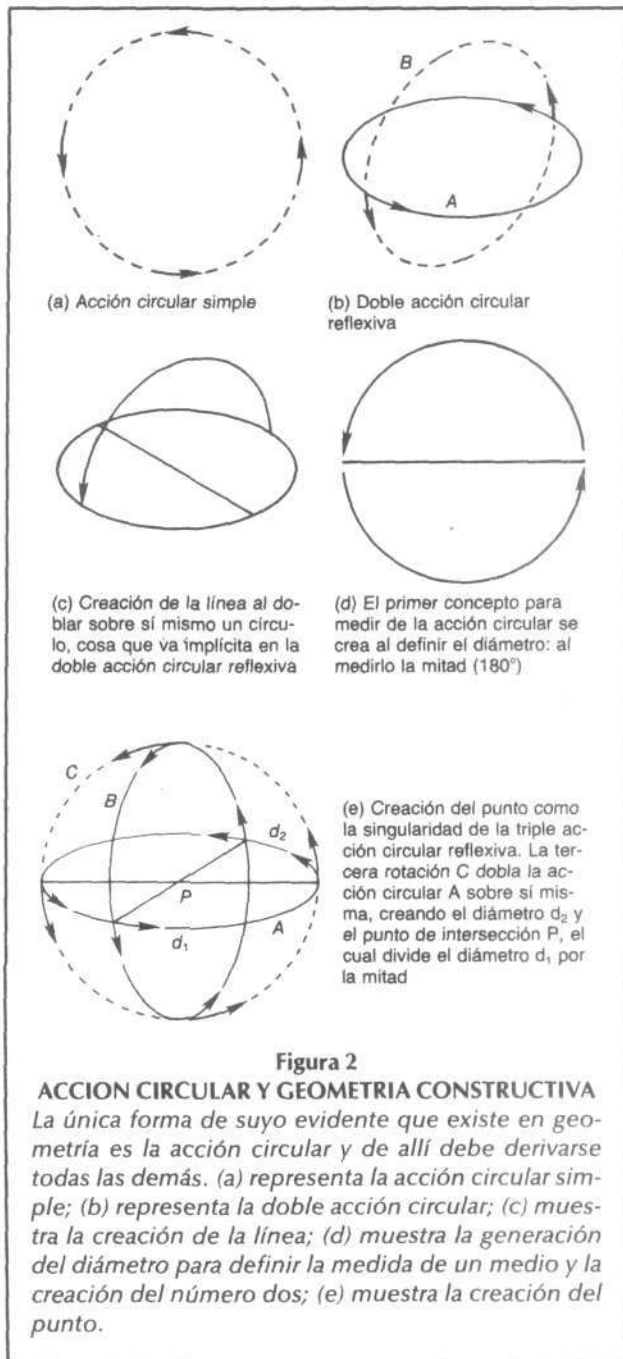 (a) Acción circular simple
B
A
(b) Doble acción circular
reflexiva
(c) Creación de la línea al do-
blar sobre sí mismo un círcu-
lo, cosa que va implícita en la
doble acción circular reflexiva
(d) El primer concepto para
medir de la acción circular se
crea al definir el diámetro: al
medirlo la mitad (180°)
C
B
d₂
P
A
d₁
(e) Creación del punto como
la singularidad de la triple ac-
ción circular reflexiva. La ter-
cera rotación C dobla la ac-
ción circular A sobre sí mis-
ma, creando el diámetro d₂ y
el punto de intersección P, el
cual divide el diámetro d₁ por
la mitad
Figura 2
ACCION CIRCULAR Y GEOMETRIA CONSTRUCTIVA
La única forma de suyo evidente que existe en geo-
metría es la acción circular y de allí debe derivarse
todas las demás. (a) representa la acción circular sim-
ple; (b) representa la doble acción circular; (c) mues-
tra la creación de la línea; (d) muestra la generación
del diámetro para definir la medida de un medio y la
creación del número dos; (e) muestra la creación del
punto.